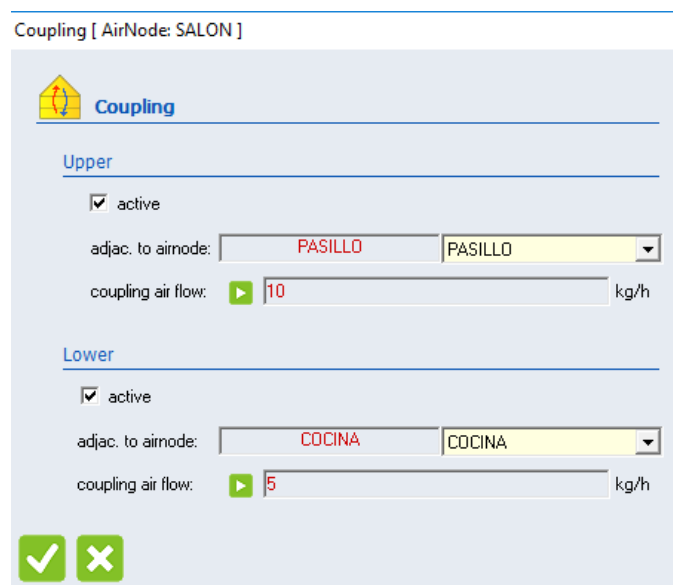 Coupling [ AirNode: SALON ]
Coupling
Upper
active
adjac. to airnode: PASILLO PASILLO
coupling air flow: 10 kg/h
Lower
active
adjac. to airnode: COCINA COCINA
coupling air flow: 5 kg/h